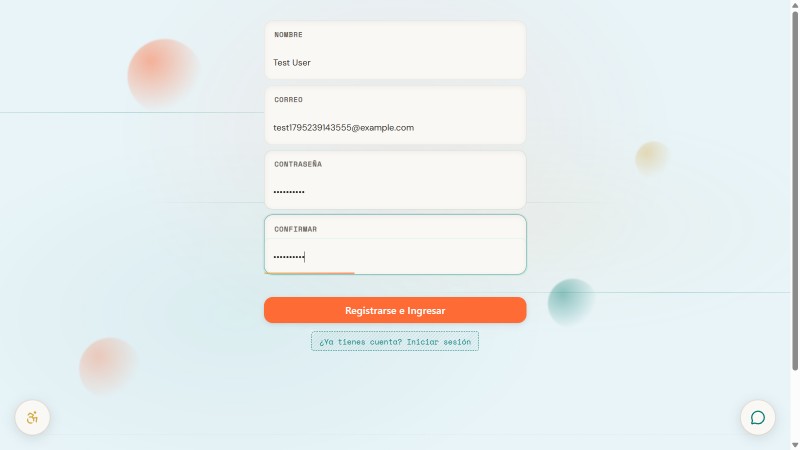 NOMBRE
Test User
CORREO
test1795239143555@example.com
CONTRASEÑA
••••••••••
CONFIRMAR
••••••••••
Registrarse e Ingresar
¿Ya tienes cuenta? Iniciar sesión